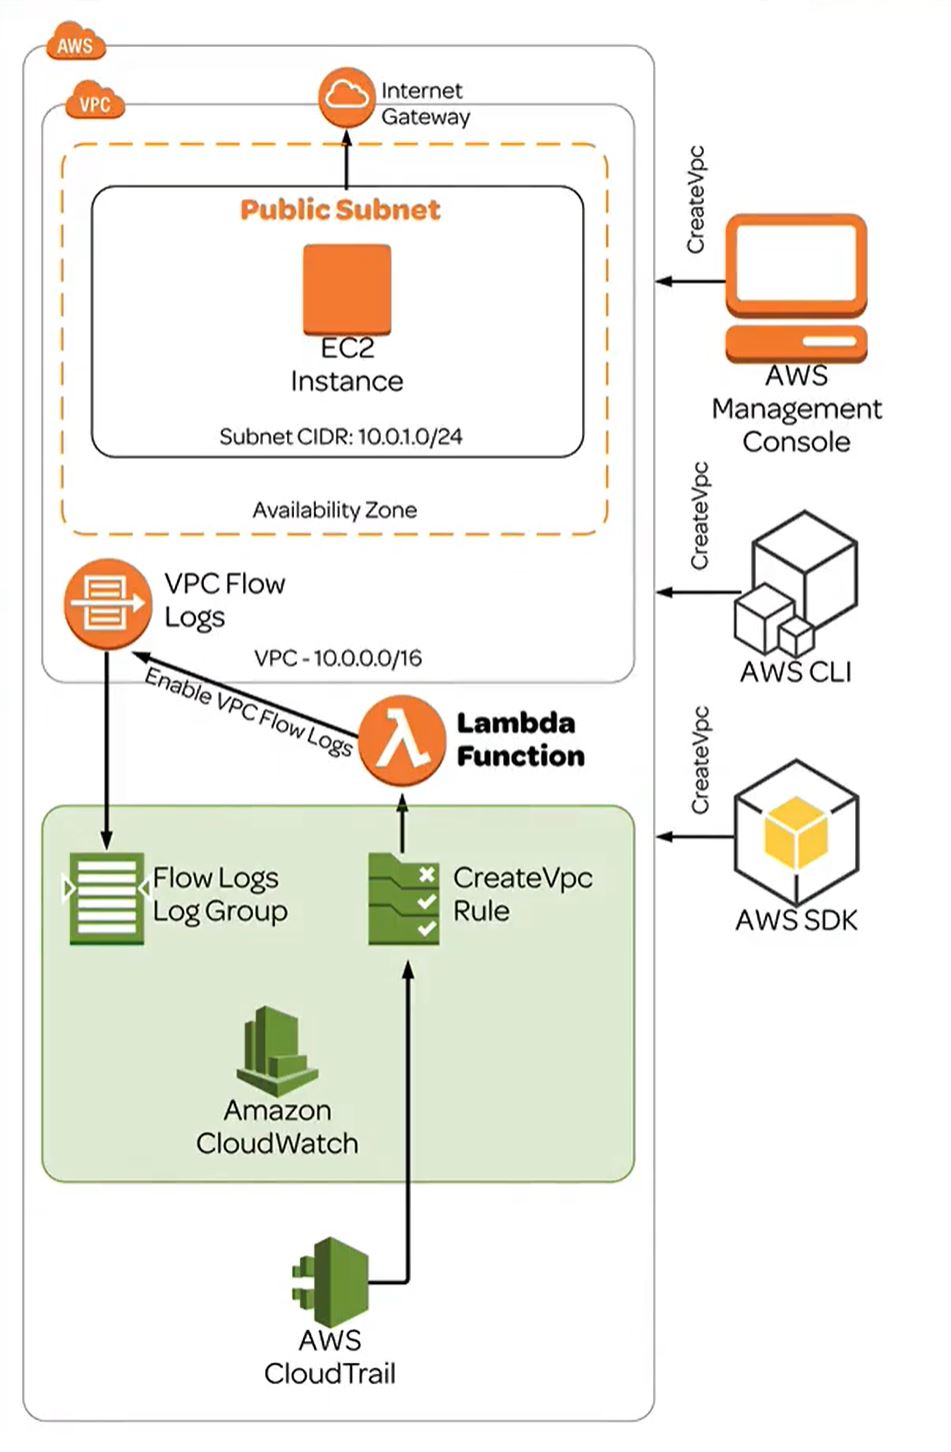 AWS
VPC
Internet
Gateway
Public Subnet
EC2
Instance
Subnet CIDR: 10.0.1.0/24
Availability Zone
VPC Flow
Logs
VPC - 10.0.0.0/16
Enable VPC Flow Logs
Lambda
Function
Flow Logs
Log Group
CreateVpc
Rule
Amazon
CloudWatch
AWS
CloudTrail
CreateVpc
AWS
Management
Console
CreateVpc
AWS CLI
CreateVpc
AWS SDK